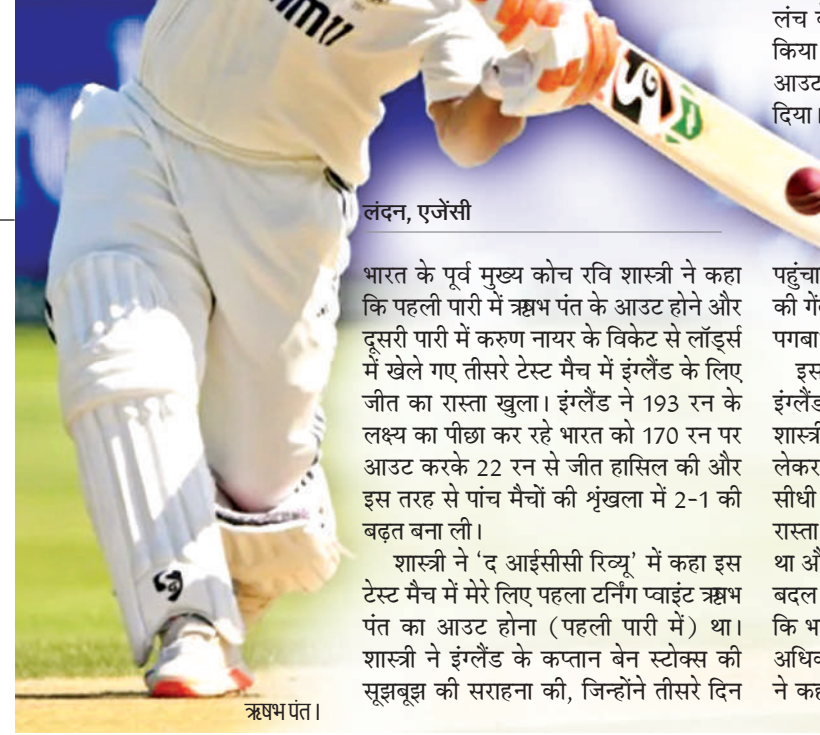 लंदन, एजेंसी
भारत के पूर्व मुख्य कोच रवि शास्त्री ने कहा
कि पहली पारी में ऋषभ पंत के आउट होने और
दूसरी पारी में करुण नायर के विकेट से लॉर्ड्स
में खेले गए तीसरे टेस्ट मैच में इंग्लैंड के लिए
जीत का रास्ता खुला। इंग्लैंड ने 193 रन के
लक्ष्य का पीछा कर रहे भारत को 170 रन पर
आउट करके 22 रन से जीत हासिल की और
इस तरह से पांच मैचों की शृंखला में 2-1 की
बढ़त बना ली।
शास्त्री ने ‘द आईसीसी रिव्यू’ में कहा इस
टेस्ट मैच में मेरे लिए पहला टर्निंग प्वाइंट ऋषभ
पंत का आउट होना (पहली पारी में) था।
शास्त्री ने इंग्लैंड के कप्तान बेन स्टोक्स की
सूझबूझ की सराहना की, जिन्होंने तीसरे दिन
ऋषभ पंत।
लंच
किया
आउट
दिया।
पहुंचा
की
पगबा
इस
इंग्लैंड
शास्त्री
लेकर
सीधी
रास्ता
था
बदल
कि
अधि
ने कह